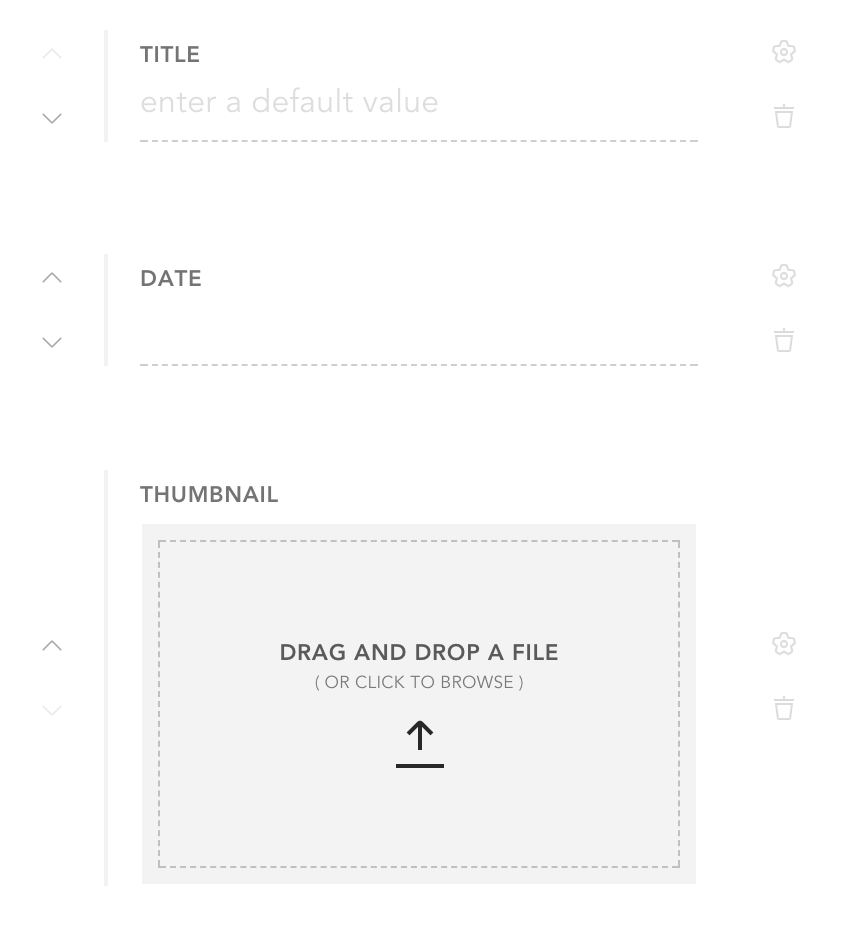 TITLE
enter a default value
DATE
THUMBNAIL
DRAG AND DROP A FILE
( OR CLICK TO BROWSE )